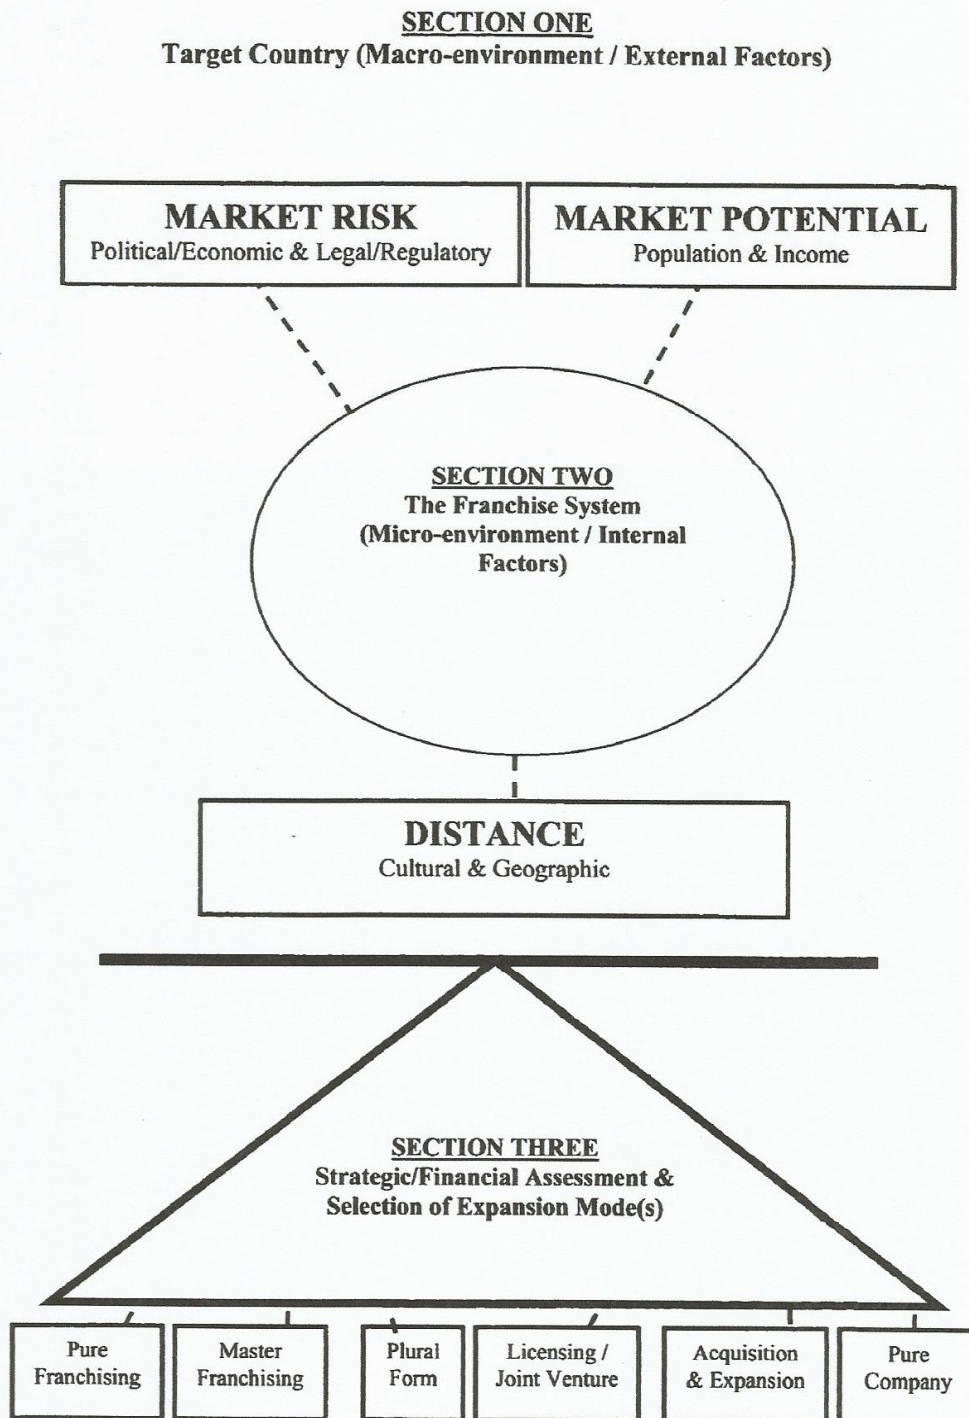 SECTION ONE
Target Country (Macro-environment / External Factors)
MARKET RISK
Political/Economic & Legal/Regulatory
MARKET POTENTIAL
Population & Income
SECTION TWO
The Franchise System
(Micro-environment / Internal
Factors)
DISTANCE
Cultural & Geographic
SECTION THREE
Strategic/Financial Assessment &
Selection of Expansion Mode(s)
Pure
Franchising
Master
Franchising
Plural
Form
Licensing /
Joint Venture
Acquisition
& Expansion
Pure
Company